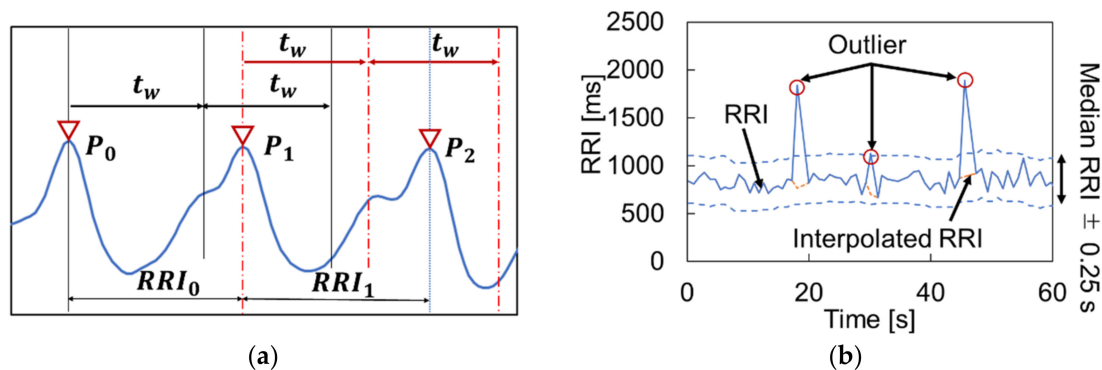 t_w t_w
t_w t_w
P_0 P_1 P_2
RRI_0 RRI_1
(a)
2500
2000
1500
1000
500
0
RRI [ms]
Outlier
RRI
Interpolated RRI
0 20 40 60
Time [s]
Median RRI ± 0.25 s
(b)